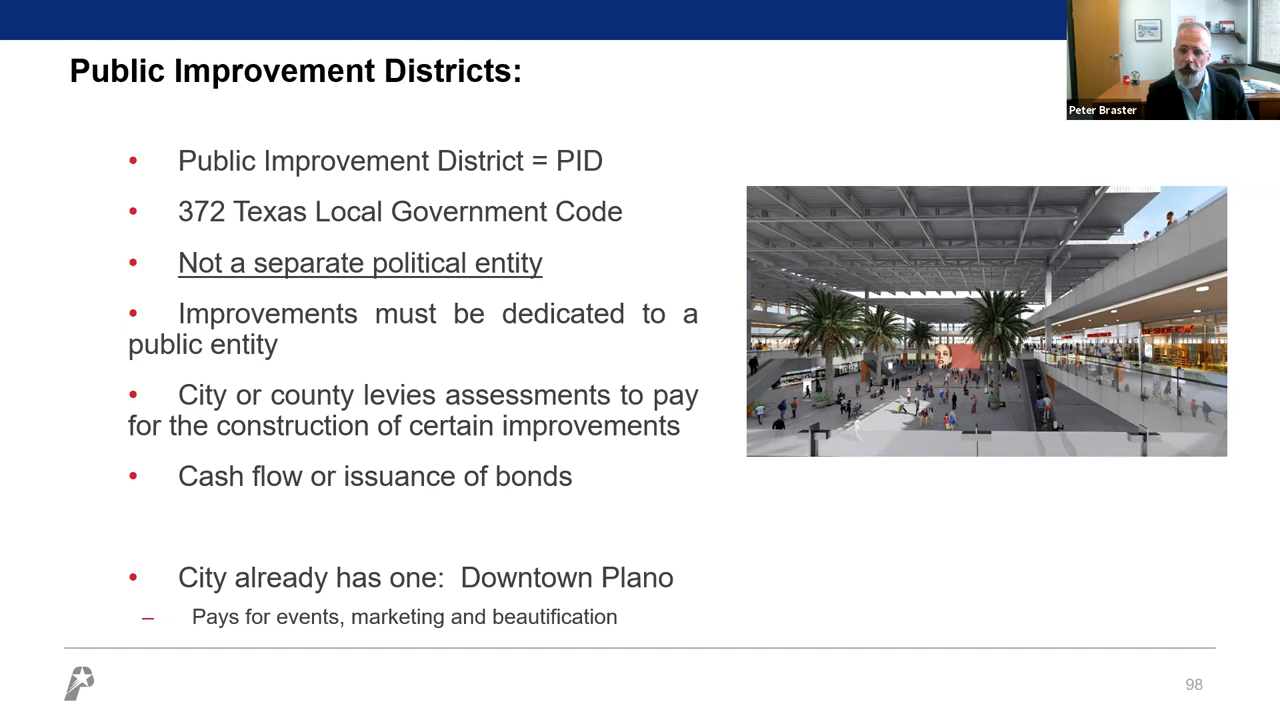 Public Improvement Districts:
Peter Braster
• Public Improvement District = PID
• 372 Texas Local Government Code
• Not a separate political entity
• Improvements must be dedicated to a
public entity
• City or county levies assessments to pay
for the construction of certain improvements
• Cash flow or issuance of bonds
• City already has one: Downtown Plano
– Pays for events, marketing and beautification
98